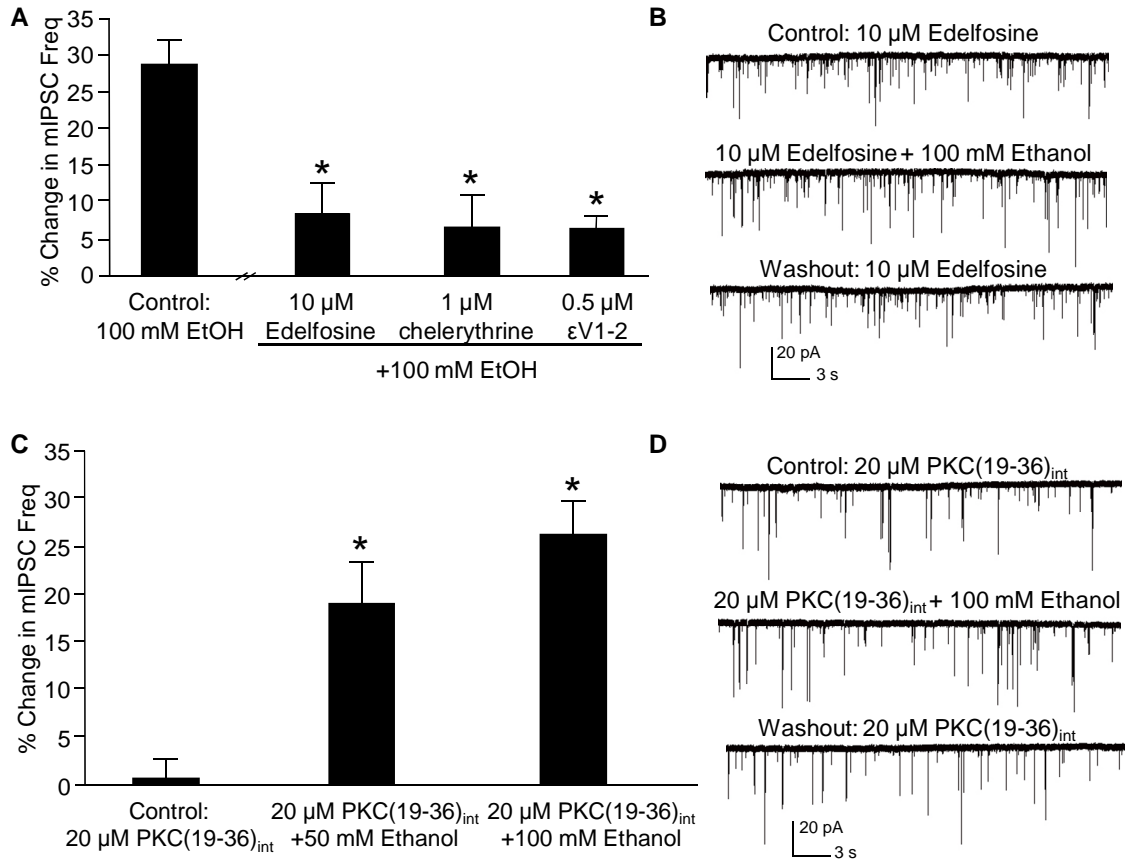 A
% Change in mIPSC Freq
35
30
25
20
15
10
5
0
*
*
*
Control:
100 mM EtOH
10 µM
Edelfosine
1 µM
chelerythrine
0.5 µM
εV1-2
+100 mM EtOH
B
Control: 10 µM Edelfosine
10 µM Edelfosine + 100 mM Ethanol
Washout: 10 µM Edelfosine
20 pA
3 s
C
% Change in mIPSC Freq
35
30
25
20
15
10
5
0
*
*
Control:
20 µM PKC(19-36)int
20 µM PKC(19-36)int
+50 mM Ethanol
20 µM PKC(19-36)int
+100 mM Ethanol
D
Control: 20 µM PKC(19-36)int
20 µM PKC(19-36)int + 100 mM Ethanol
Washout: 20 µM PKC(19-36)int
20 pA
3 s